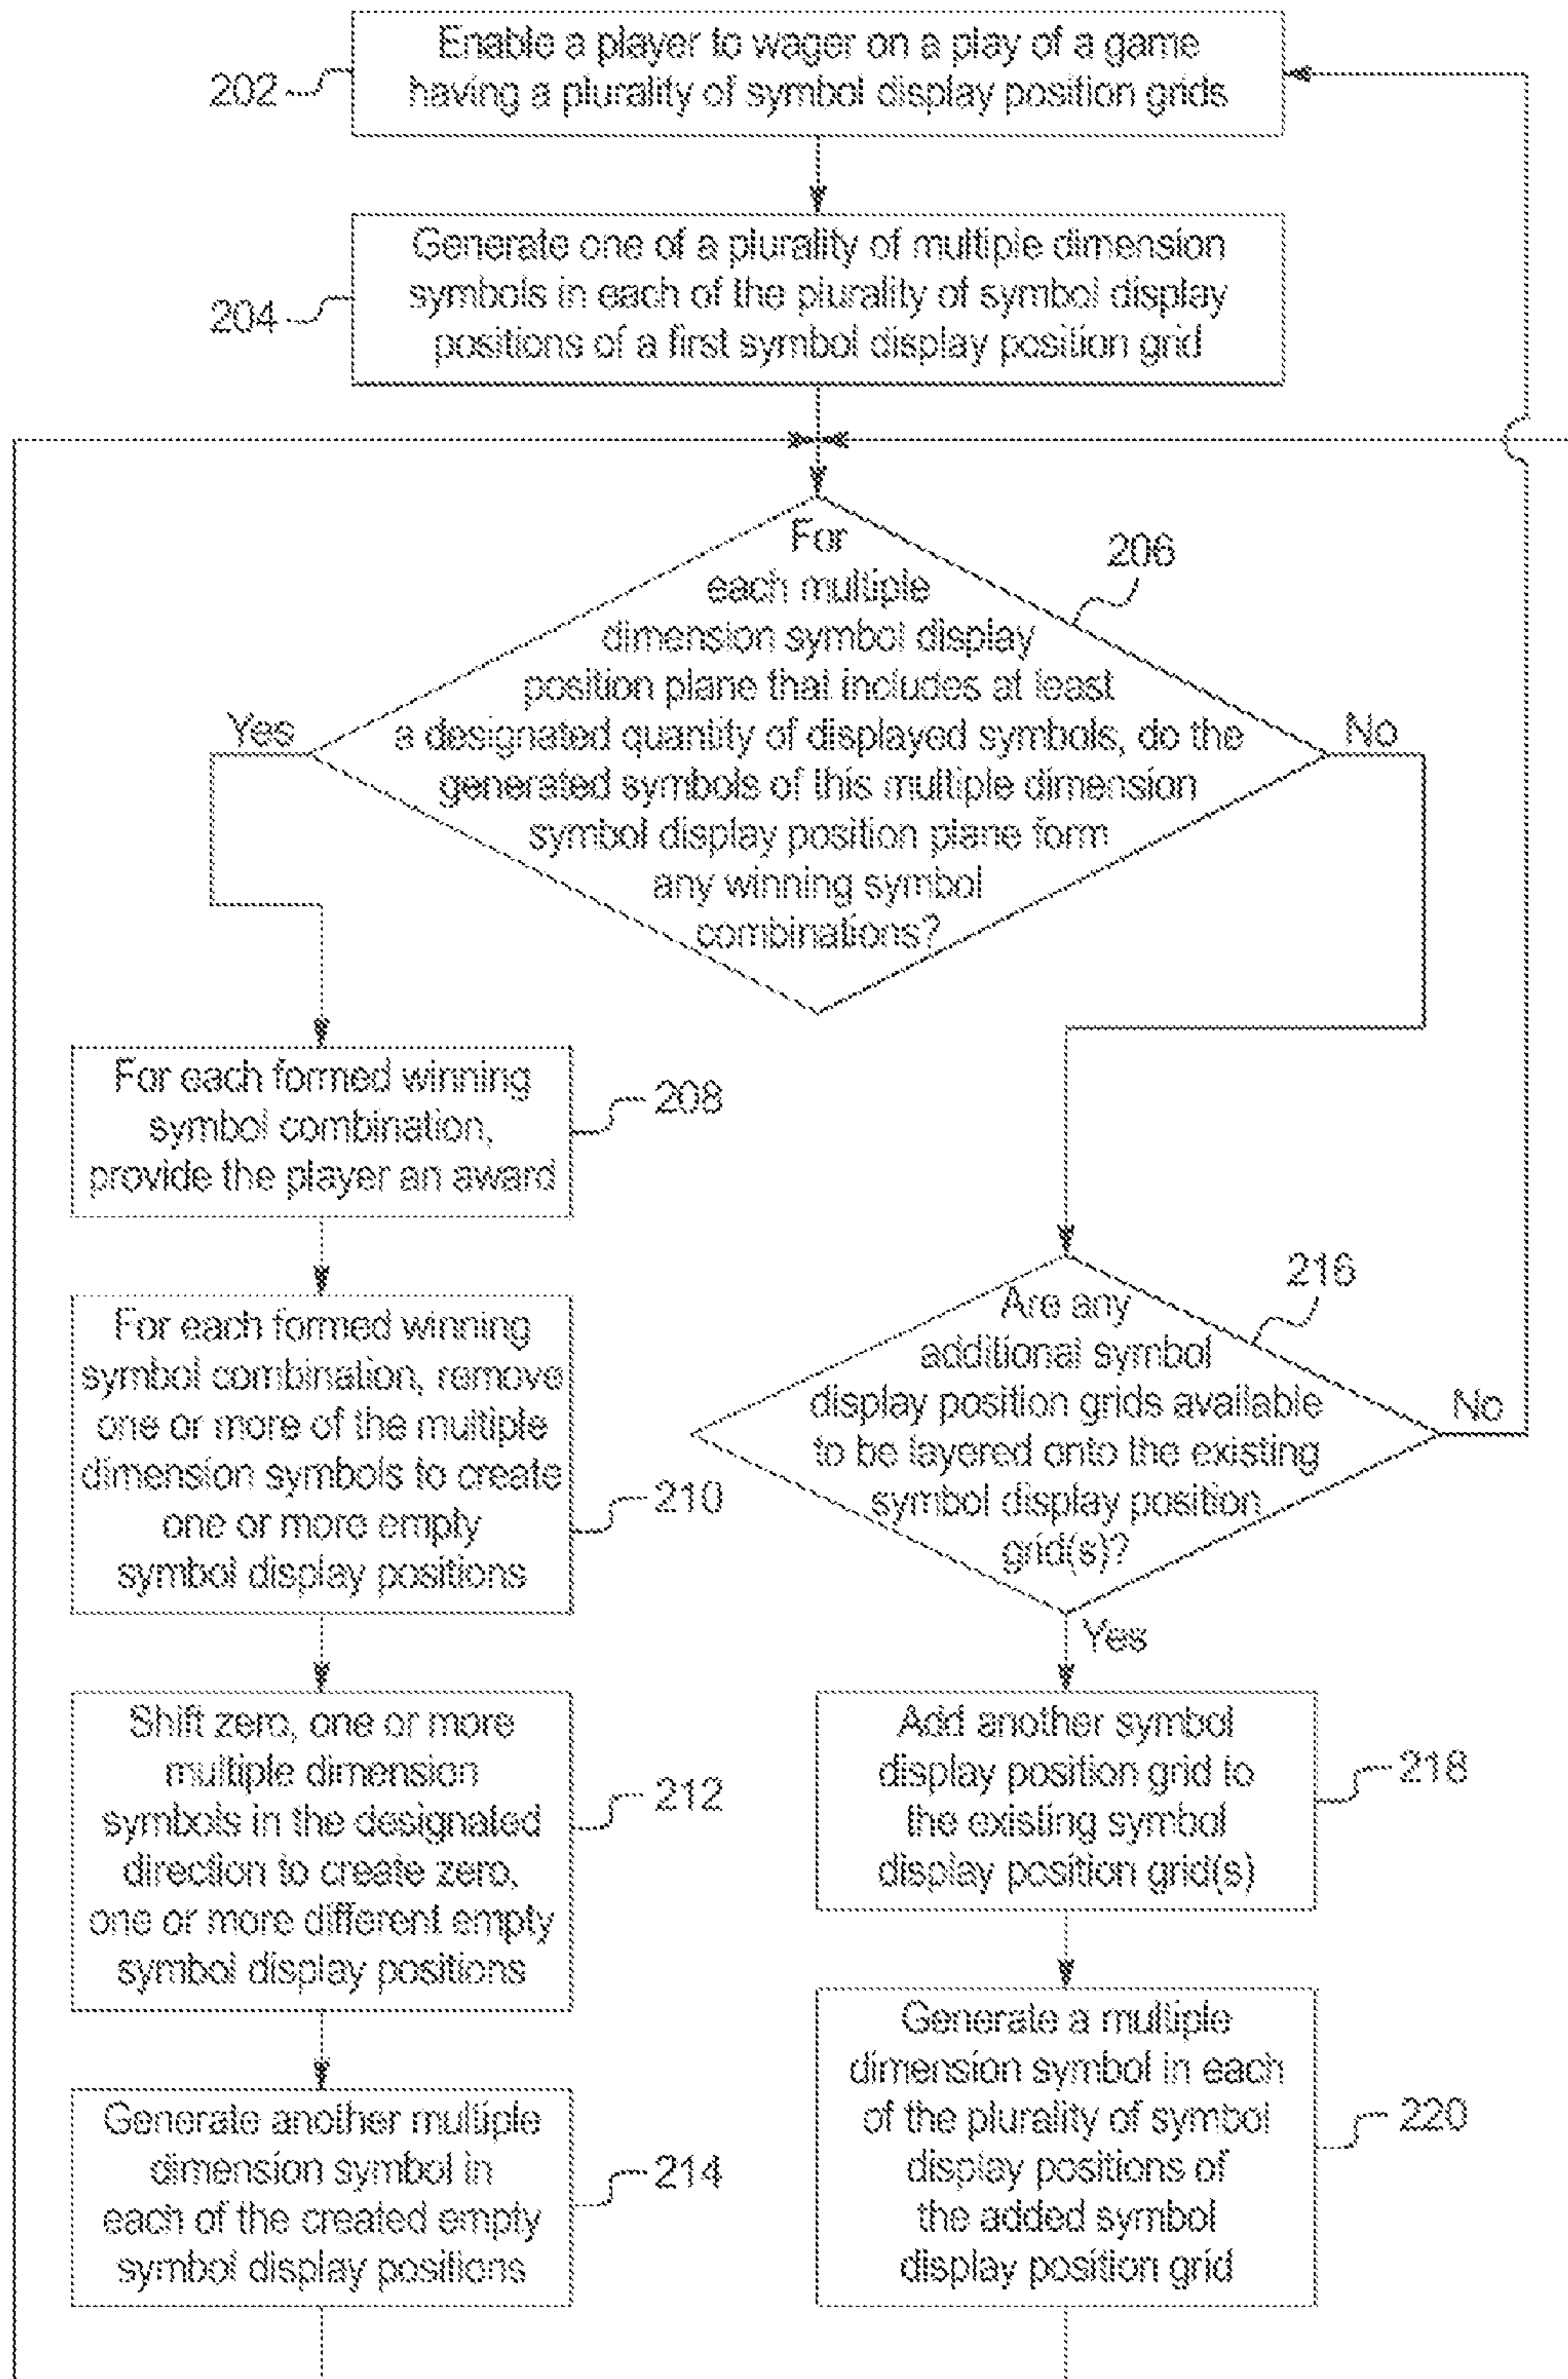 Enable a player to wager on a play of a game
having a plurality of symbol display position grids
202
Generate one of a plurality of multiple dimension
symbols in each of the plurality of symbol display
positions of a first symbol display position grid
204
For
each multiple
dimension symbol display
position plane that includes at least
a designated quantity of displayed symbols, do the
generated symbols of this multiple dimension
symbol display position plane form
any winning symbol
combinations?
206
Yes
No
For each formed winning
symbol combination,
provide the player an award
208
For each formed winning
symbol combination, remove
one or more of the multiple
dimension symbols to create
one or more empty
symbol display positions
210
Shift zero, one or more
multiple dimension
symbols in the designated
direction to create zero,
one or more different empty
symbol display positions
212
Generate another multiple
dimension symbol in
each of the created empty
symbol display positions
214
Are any
additional symbol
display position grids available
to be layered onto the existing
symbol display position
grid(s)?
216
No
Yes
Add another symbol
display position grid to
the existing symbol
display position grid(s)
218
Generate a multiple
dimension symbol in each
of the plurality of symbol
display positions of
the added symbol
display position grid
220